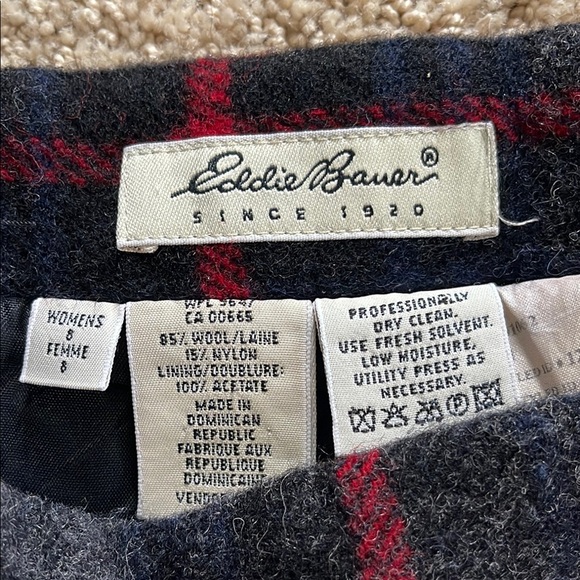 Eddie Bauer®
SINCE 1920
WOMENS
8
FEMME
8
WPL 5647
CA 00665
85% WOOL/LAINE
15% NYLON
LINING/DOUBLURE:
100% ACETATE
MADE IN
DOMINICAN
REPUBLIC
FABRIQUE AUX
REPUBLIQUE
DOMINICAINE
PROFESSIONALLY
DRY CLEAN.
USE FRESH SOLVENT.
LOW MOISTURE,
UTILITY PRESS AS
NECESSARY
P